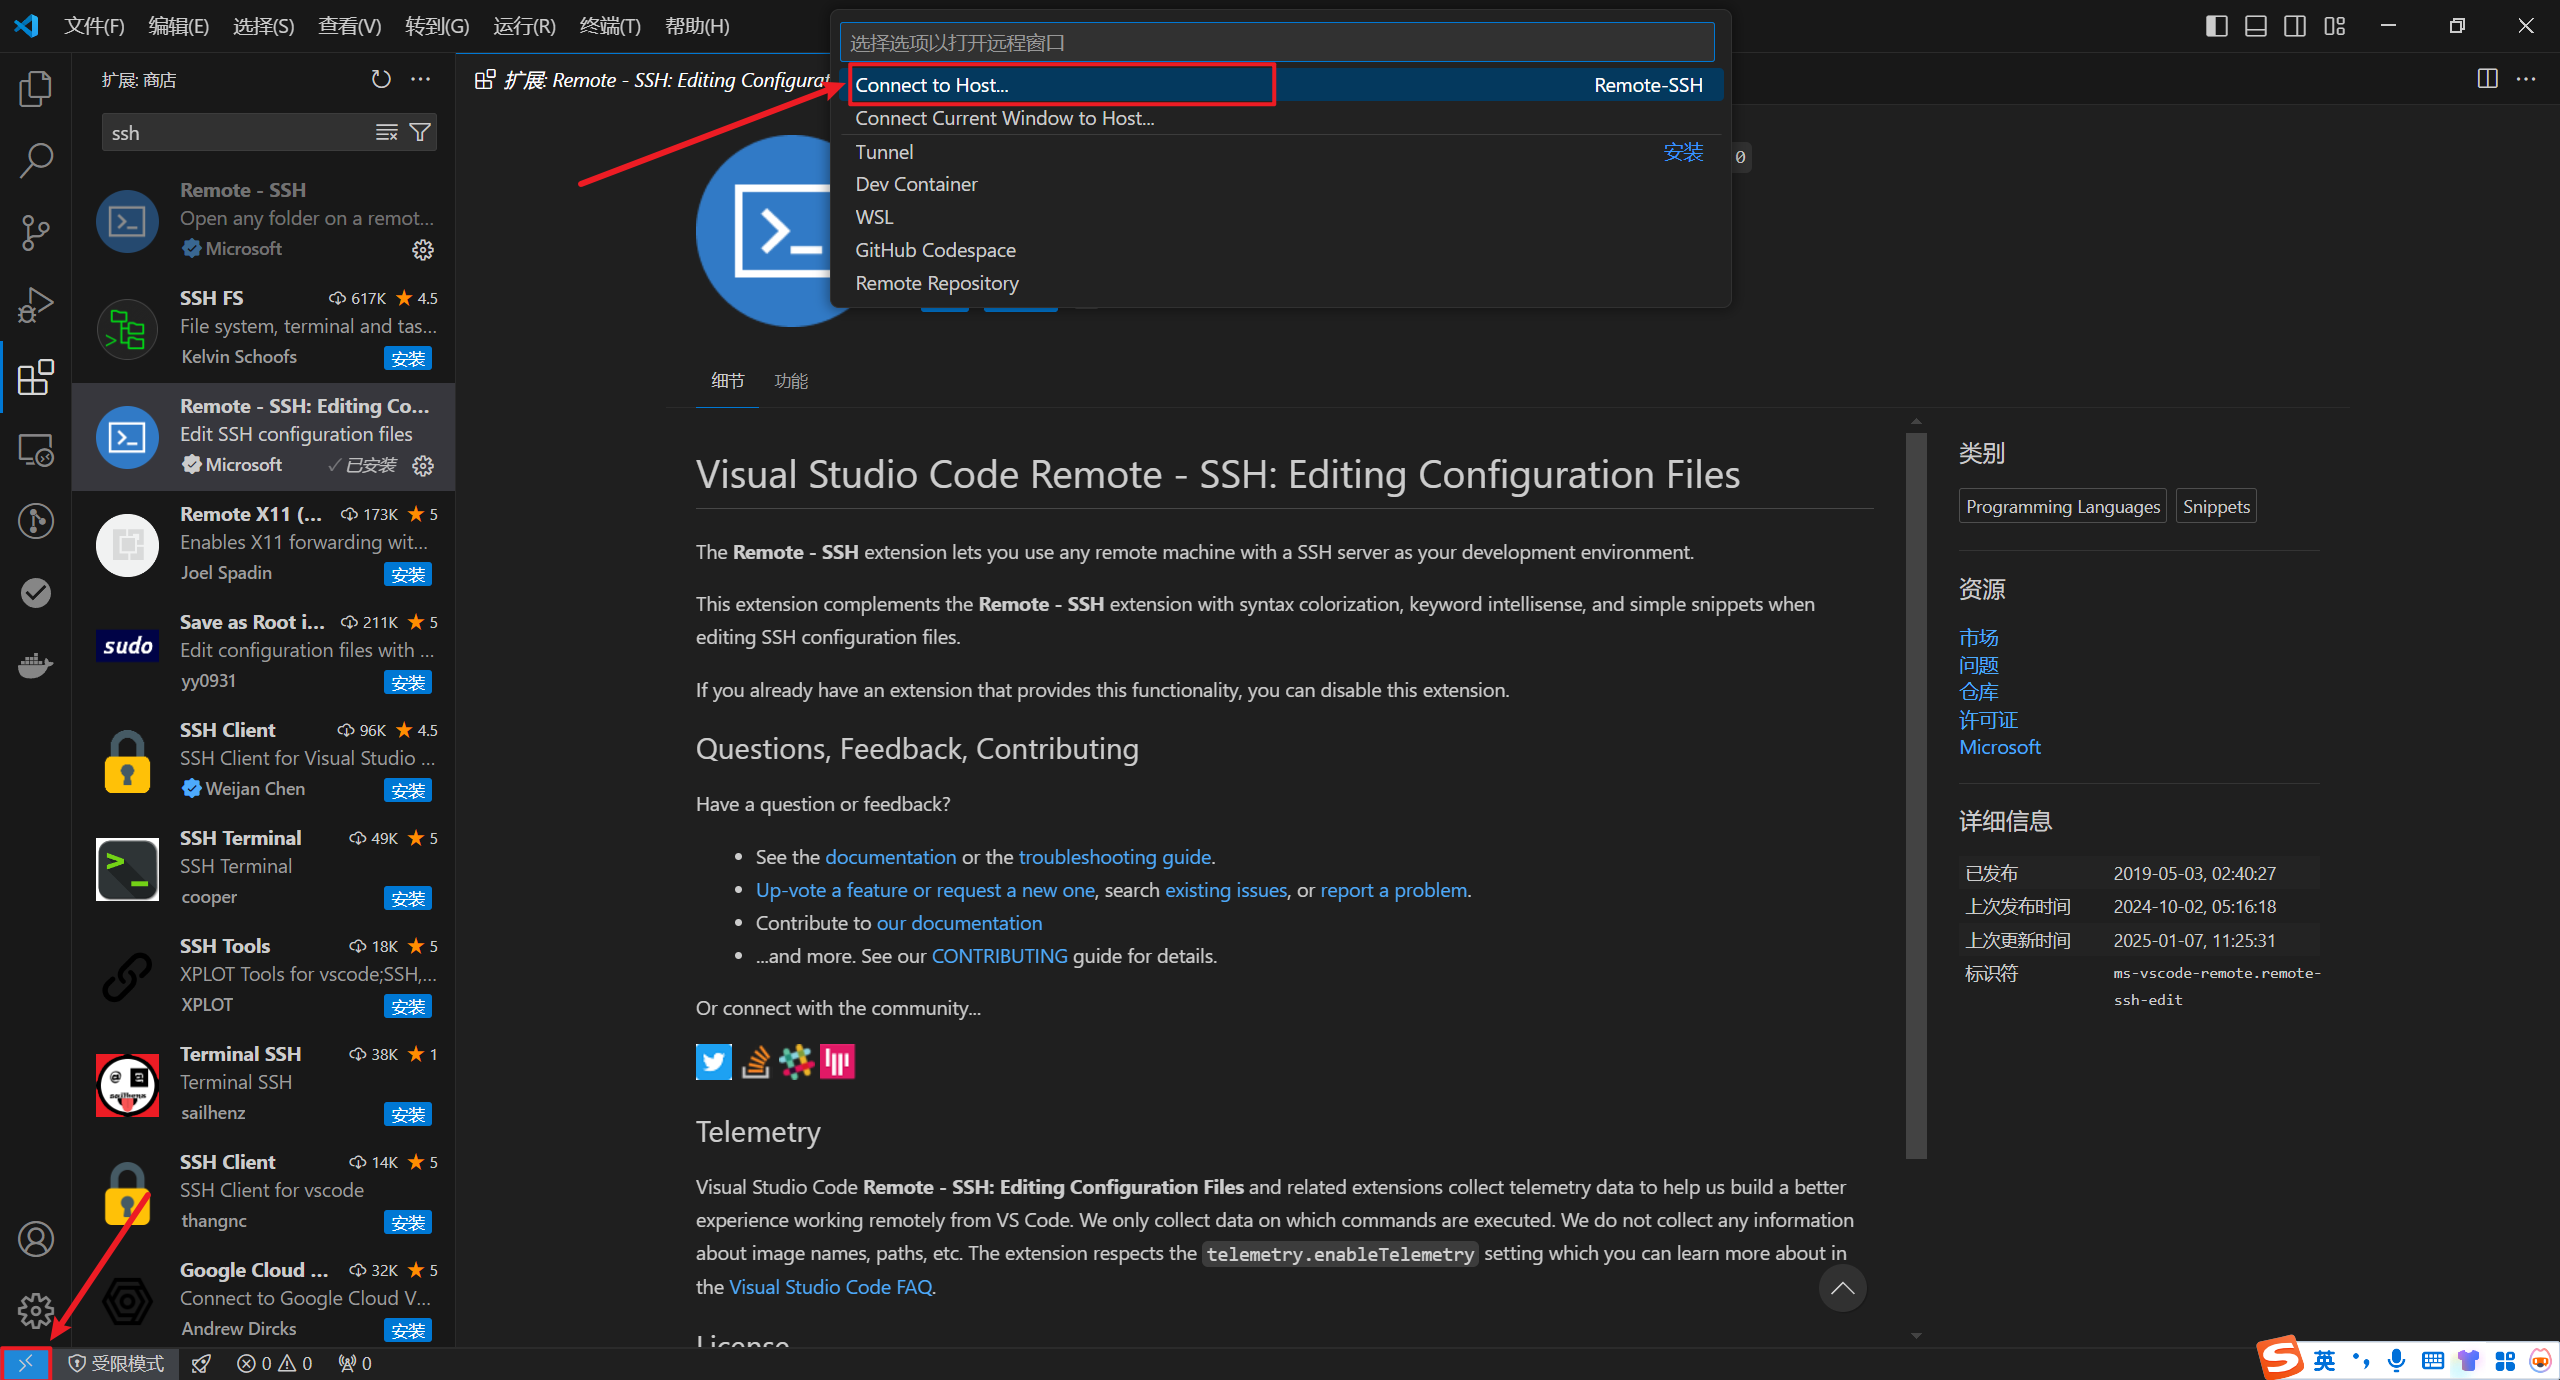 文件(F) 编辑(E) 选择(S) 查看(V) 转到(G) 运行(R) 终端(T) 帮助(H)
选择选项以打开远程窗口
Connect to Host... Remote-SSH
Connect Current Window to Host...
Tunnel 安装
Dev Container
WSL
GitHub Codespace
Remote Repository
扩展: 商店
ssh
Remote - SSH
Open any folder on a remot...
Microsoft
SSH FS 617K 4.5
File system, terminal and tas...
Kelvin Schoofs 安装
Remote - SSH: Editing Co...
Edit SSH configuration files
Microsoft 已安装
Remote X11 (... 173K 5
Enables X11 forwarding wit...
Joel Spadin 安装
sudo
Save as Root i... 211K 5
Edit configuration files with ...
yy0931 安装
SSH Client 96K 4.5
SSH Client for Visual Studio ...
Weijan Chen 安装
SSH Terminal 49K 5
SSH Terminal
cooper 安装
SSH Tools 18K 5
XPLOT Tools for vscode;SSH,...
XPLOT 安装
Terminal SSH 38K 1
Terminal SSH
sailhenz 安装
SSH Client 14K 5
SSH Client for vscode
thangnc 安装
Google Cloud ... 32K 5
Connect to Google Cloud V...
Andrew Dircks 安装
扩展: Remote - SSH: Editing Configurat
0
细节 功能
Visual Studio Code Remote - SSH: Editing Configuration Files
The Remote - SSH extension lets you use any remote machine with a SSH server as your development environment.
This extension complements the Remote - SSH extension with syntax colorization, keyword intellisense, and simple snippets when
editing SSH configuration files.
If you already have an extension that provides this functionality, you can disable this extension.
Questions, Feedback, Contributing
Have a question or feedback?
• See the documentation or the troubleshooting guide.
• Up-vote a feature or request a new one, search existing issues, or report a problem.
• Contribute to our documentation
• ...and more. See our CONTRIBUTING guide for details.
Or connect with the community...
Telemetry
Visual Studio Code Remote - SSH: Editing Configuration Files and related extensions collect telemetry data to help us build a better
experience working remotely from VS Code. We only collect data on which commands are executed. We do not collect any information
about image names, paths, etc. The extension respects the telemetry.enableTelemetry setting which you can learn more about in
the Visual Studio Code FAQ.
License
类别
Programming Languages Snippets
资源
市场
问题
仓库
许可证
Microsoft
详细信息
已发布 2019-05-03, 02:40:27
上次发布时间 2024-10-02, 05:16:18
上次更新时间 2025-01-07, 11:25:31
标识符 ms-vscode-remote.remote-
ssh-edit
受限模式 0 0 0
英